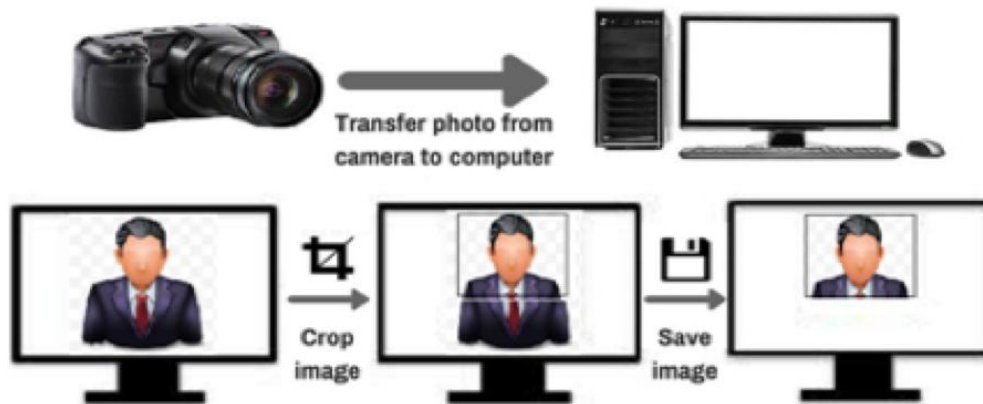 Transfer photo from
camera to computer
Crop
image
Save
image